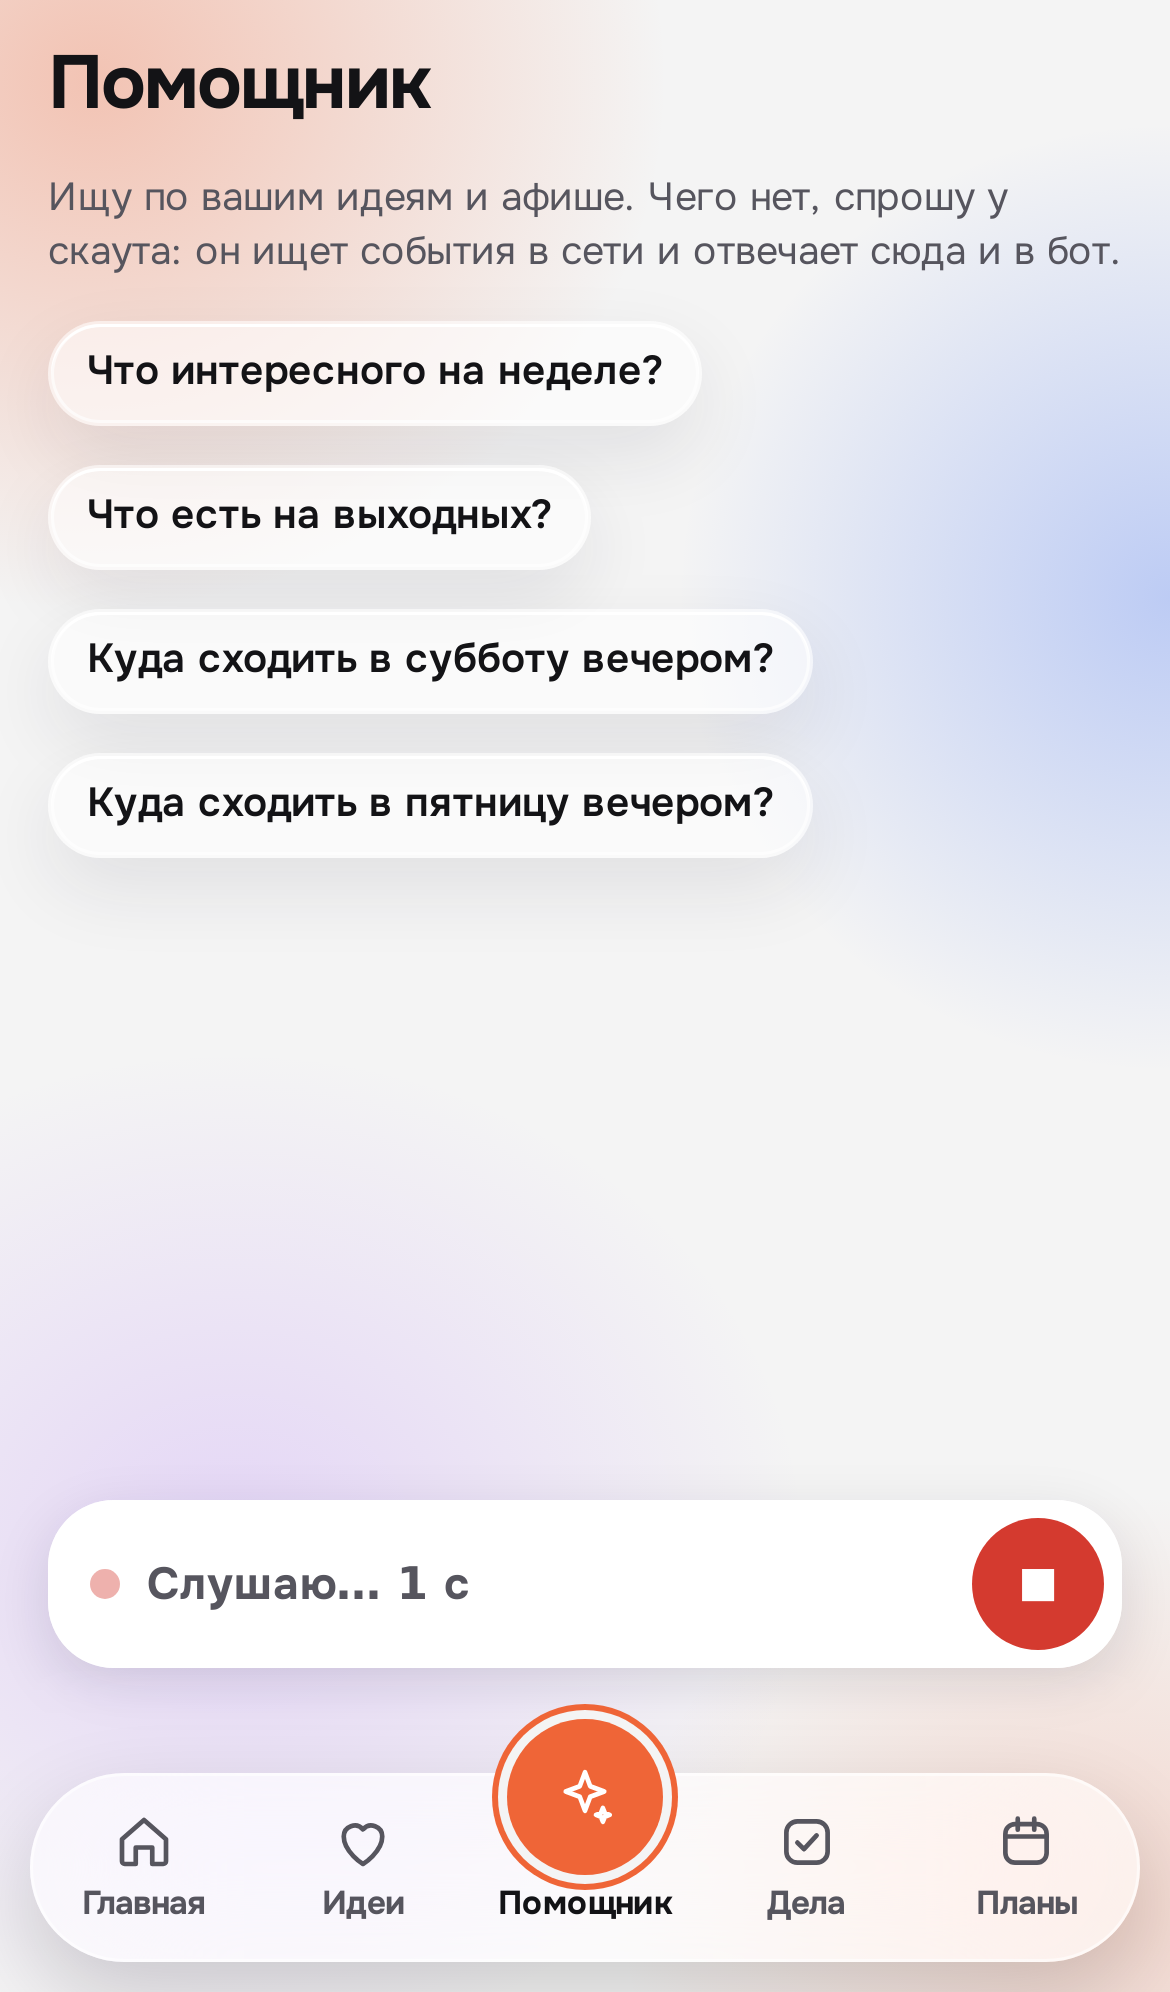 Помощник
Ищу по вашим идеям и афише. Чего нет, спрошу у
скаута: он ищет события в сети и отвечает сюда и в бот.
Что интересного на неделе?
Что есть на выходных?
Куда сходить в субботу вечером?
Куда сходить в пятницу вечером?
Слушаю... 1 с
Главная
Идеи
Помощник
Дела
Планы